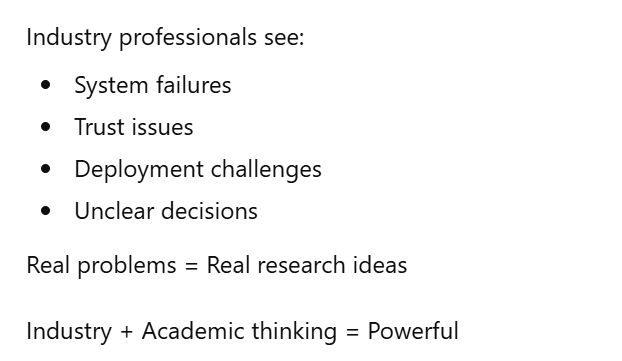 Industry professionals see:
• System failures
• Trust issues
• Deployment challenges
• Unclear decisions
Real problems = Real research ideas
Industry + Academic thinking = Powerful